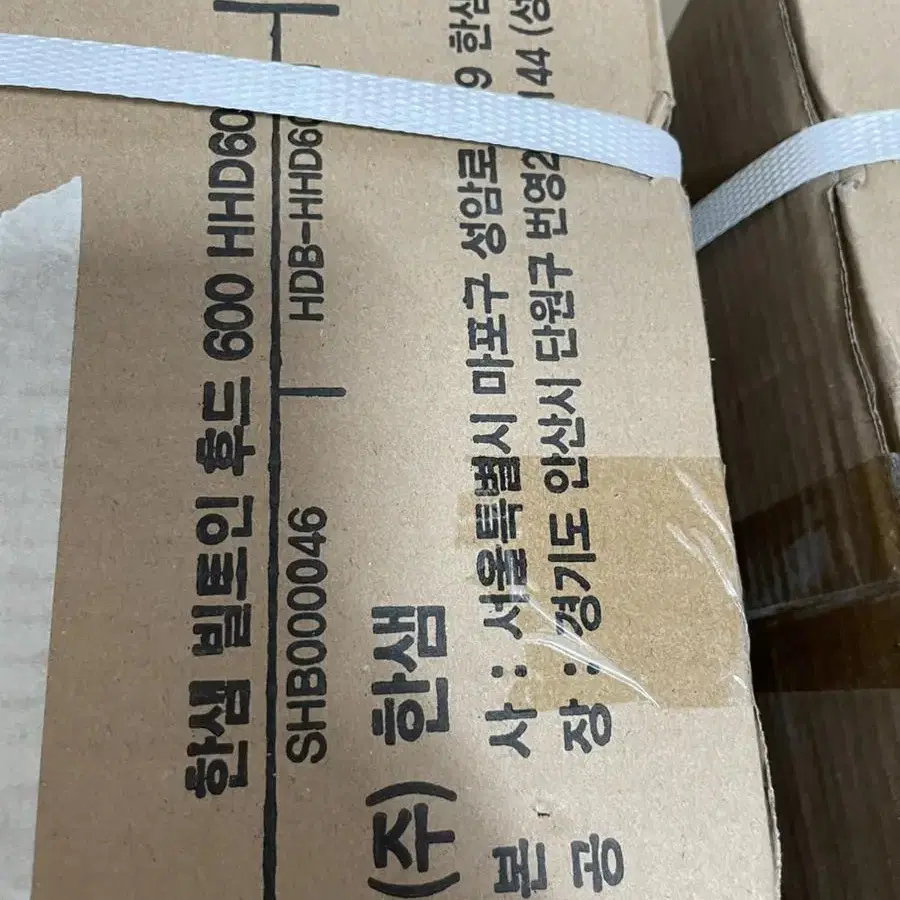 한샘 빌트인 후드 600 HHD60
SHB000046 HDB-HHD60
(주) 한샘
본 사 : 서울특별시 마포구 성암로 9 한샘
공 장 : 경기도 안산시 단원구 번영2 144 (성